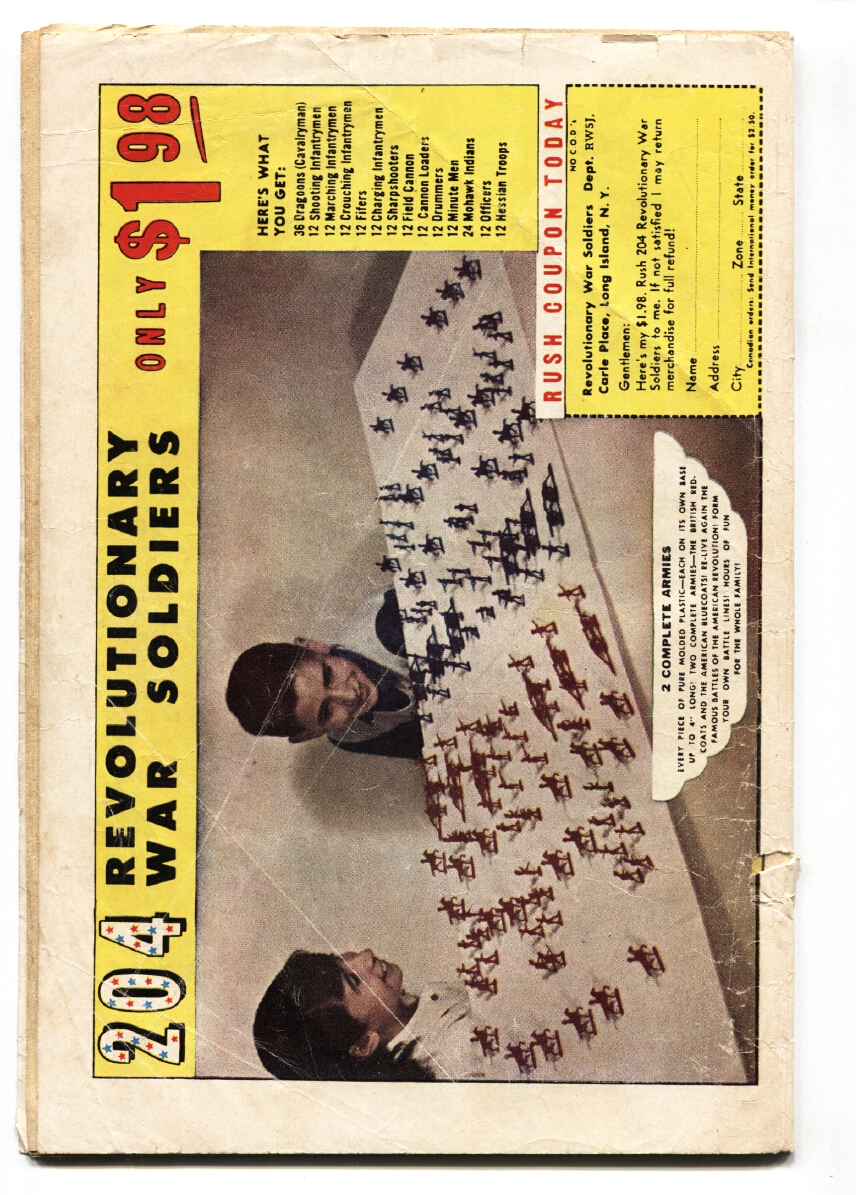 204 REVOLUTIONARY
WAR SOLDIERS
ONLY $1.98
HERE'S WHAT
YOU GET:
36 Dragoons (Cavalryman)
12 Shooting Infantrymen
12 Marching Infantrymen
12 Crouching Infantrymen
12 Fifers
12 Charging Infantrymen
12 Sharpshooters
12 Field Cannon
12 Cannon Loaders
12 Drummers
12 Minute Men
24 Mohawk Indians
12 Officers
12 Hessian Troops
RUSH COUPON TODAY
NO C.O.D's
Revolutionary War Soldiers Dept. RW5J,
Carle Place, Long Island, N. Y.
Gentlemen:
Here's my $1.98. Rush 204 Revolutionary War
Soldiers to me. If not satisfied I may return
merchandise for full refund!
Name
Address
City Zone State
Canadian orders: Send International money order for $2.50.
2 COMPLETE ARMIES
EVERY PIECE OF PURE MOLDED PLASTIC—EACH ON ITS OWN BASE
UP TO 4" LONG! TWO COMPLETE ARMIES—THE BRITISH RED-
COATS AND THE AMERICAN BLUECOATS! RE-LIVE AGAIN THE
FAMOUS BATTLES OF THE AMERICAN REVOLUTION! FORM
YOUR OWN BATTLE LINES! HOURS OF FUN
FOR THE WHOLE FAMILY!